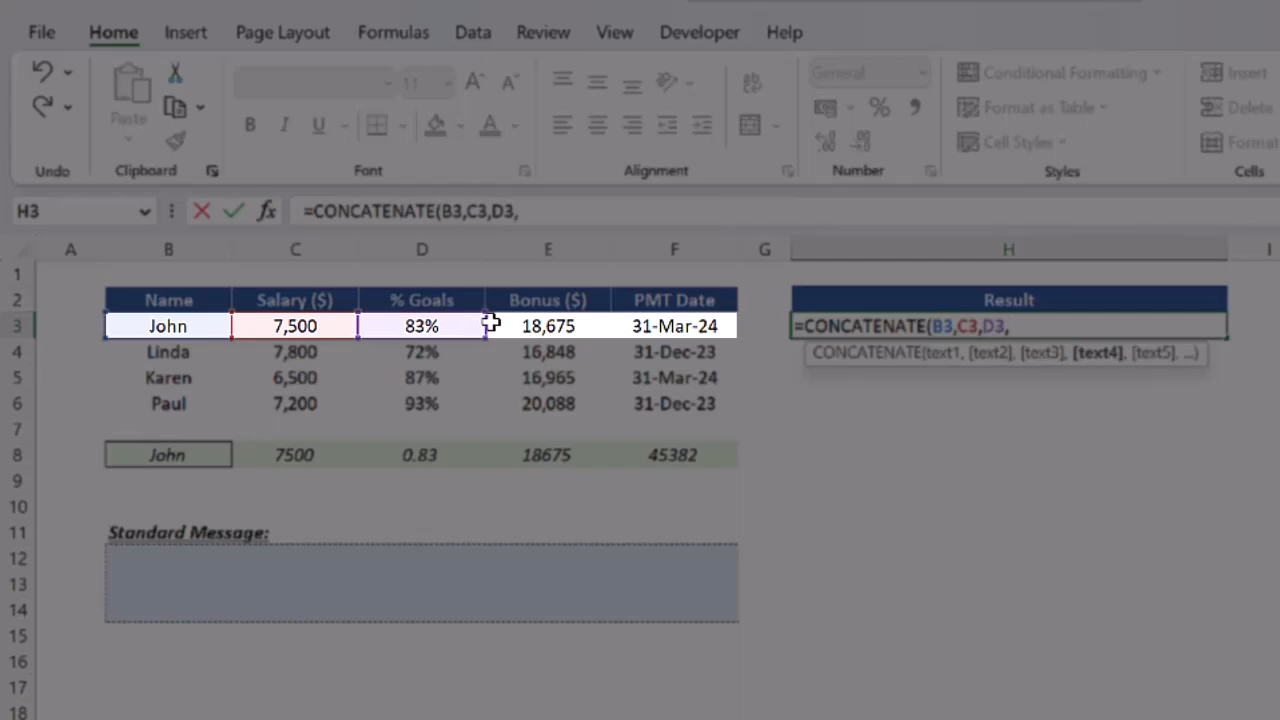 File Home Insert Page Layout Formulas Data Review View Developer Help
General Conditional Formatting Insert
11 A A
Paste Format as Table Delete
B I U A % Cell Styles Format
Undo Clipboard Font Alignment Number Styles Cells
H3 fx =CONCATENATE(B3,C3,D3,
A B C D E F G H I
1
2 Name Salary ($) % Goals Bonus ($) PMT Date Result
3 John 7,500 83% 18,675 31-Mar-24 =CONCATENATE(B3,C3,D3,
4 Linda 7,800 72% 16,848 31-Dec-23 CONCATENATE(text1, [text2], [text3], [text4], [text5], ...)
5 Karen 6,500 87% 16,965 31-Mar-24
6 Paul 7,200 93% 20,088 31-Dec-23
7
8 John 7500 0.83 18675 45382
9
10
11 Standard Message:
12
13
14
15
16
17
18